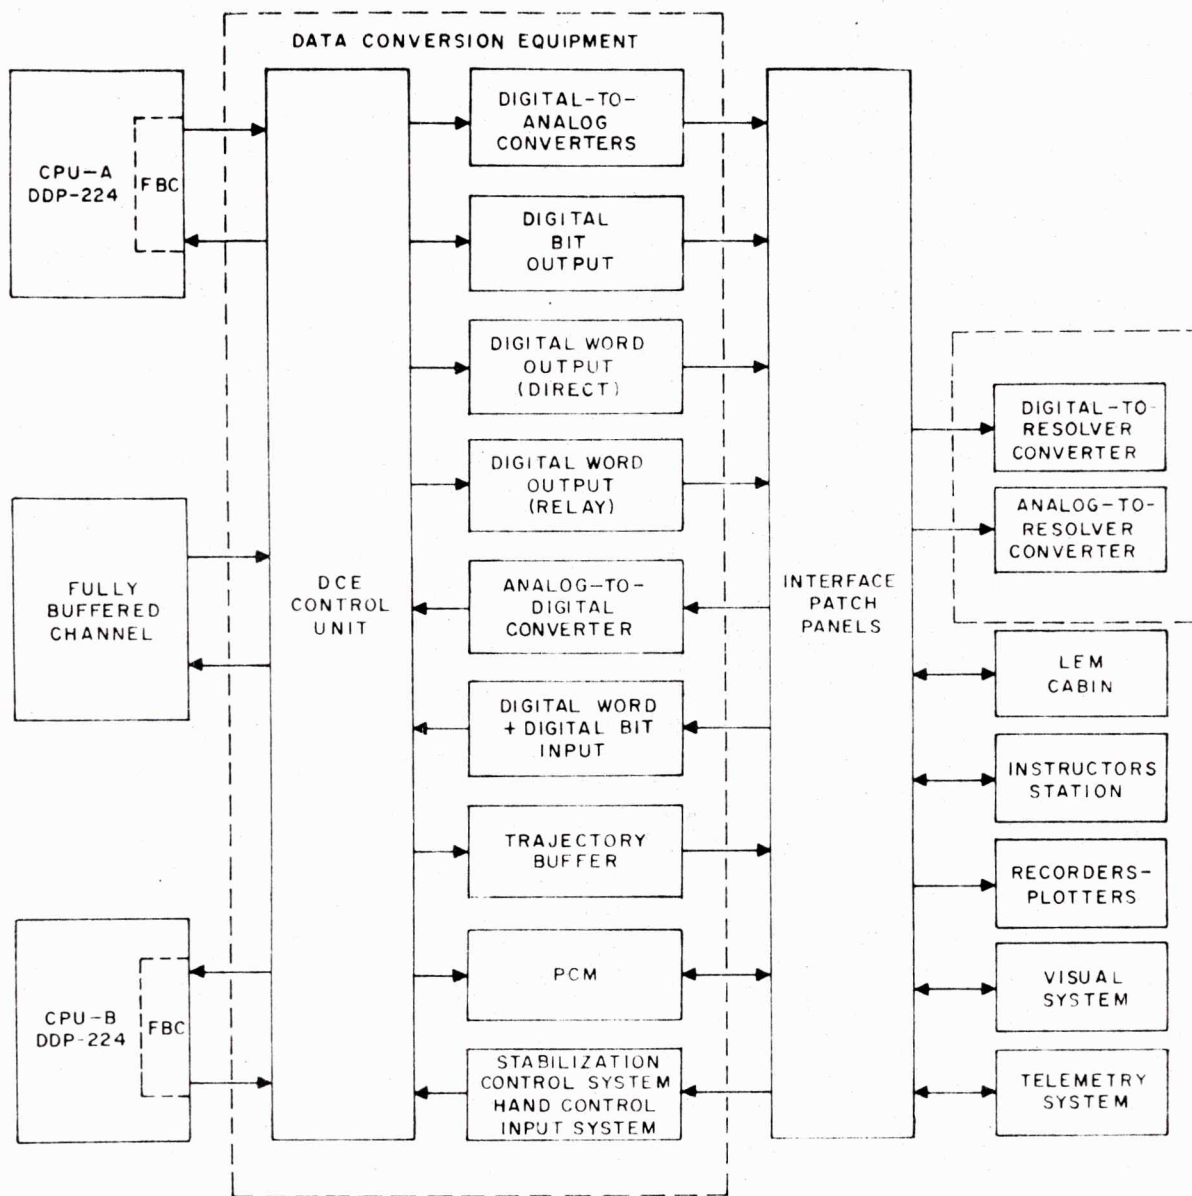 DATA CONVERSION EQUIPMENT
CPU-A
DDP-224
FBC
FULLY
BUFFERED
CHANNEL
CPU-B
DDP-224
FBC
DCE
CONTROL
UNIT
DIGITAL-TO-
ANALOG
CONVERTERS
DIGITAL
BIT
OUTPUT
DIGITAL WORD
OUTPUT
(DIRECT)
DIGITAL WORD
OUTPUT
(RELAY)
ANALOG-TO-
DIGITAL
CONVERTER
DIGITAL WORD
+ DIGITAL BIT
INPUT
TRAJECTORY
BUFFER
PCM
STABILIZATION
CONTROL SYSTEM
HAND CONTROL
INPUT SYSTEM
INTERFACE
PATCH
PANELS
DIGITAL-TO-
RESOLVER
CONVERTER
ANALOG-TO-
RESOLVER
CONVERTER
LEM
CABIN
INSTRUCTORS
STATION
RECORDERS-
PLOTTERS
VISUAL
SYSTEM
TELEMETRY
SYSTEM